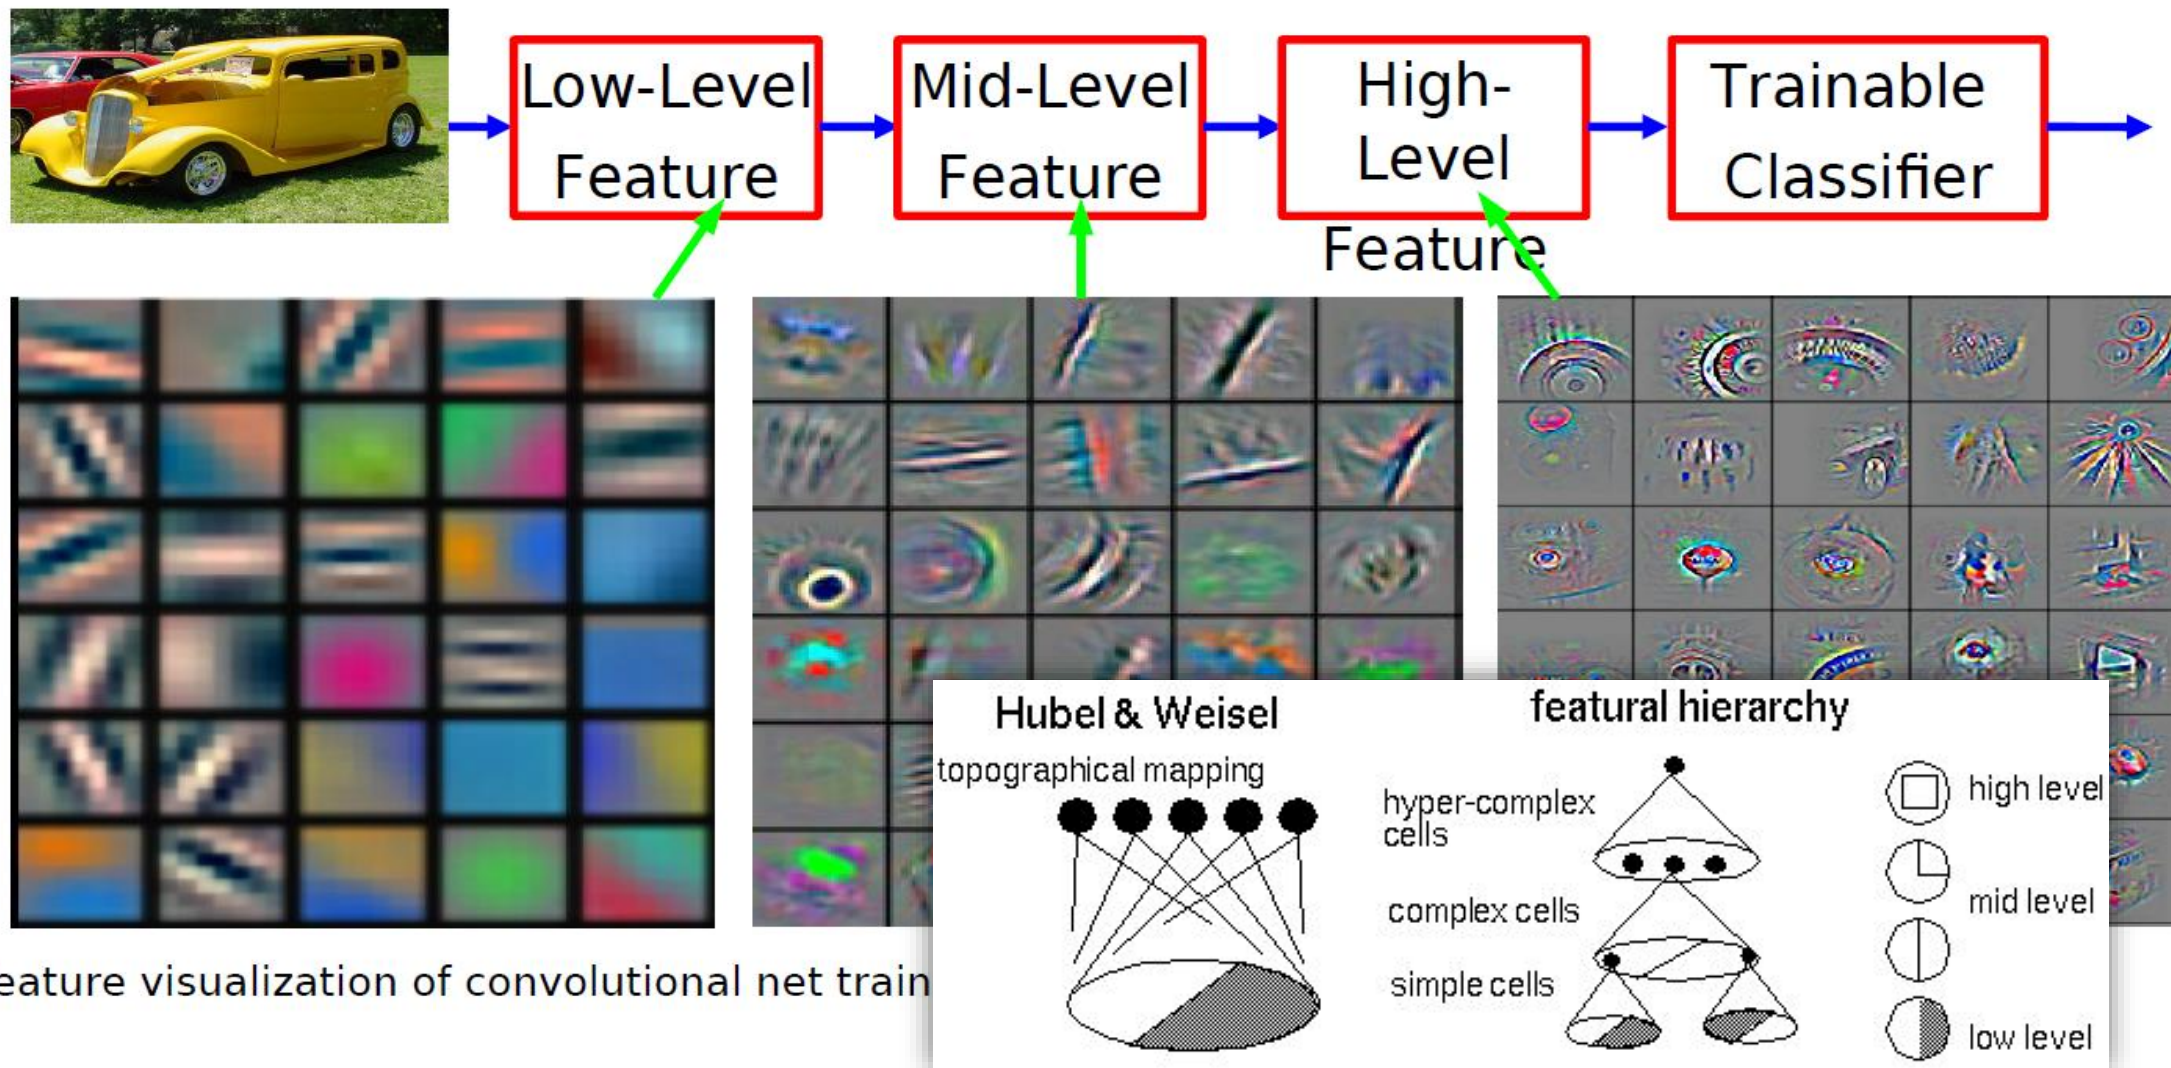 Low-Level
Feature
Mid-Level
Feature
High-
Level
Feature
Trainable
Classifier
eature visualization of convolutional net train
Hubel & Weisel
topographical mapping
featural hierarchy
hyper-complex
cells
complex cells
simple cells
high level
mid level
low level